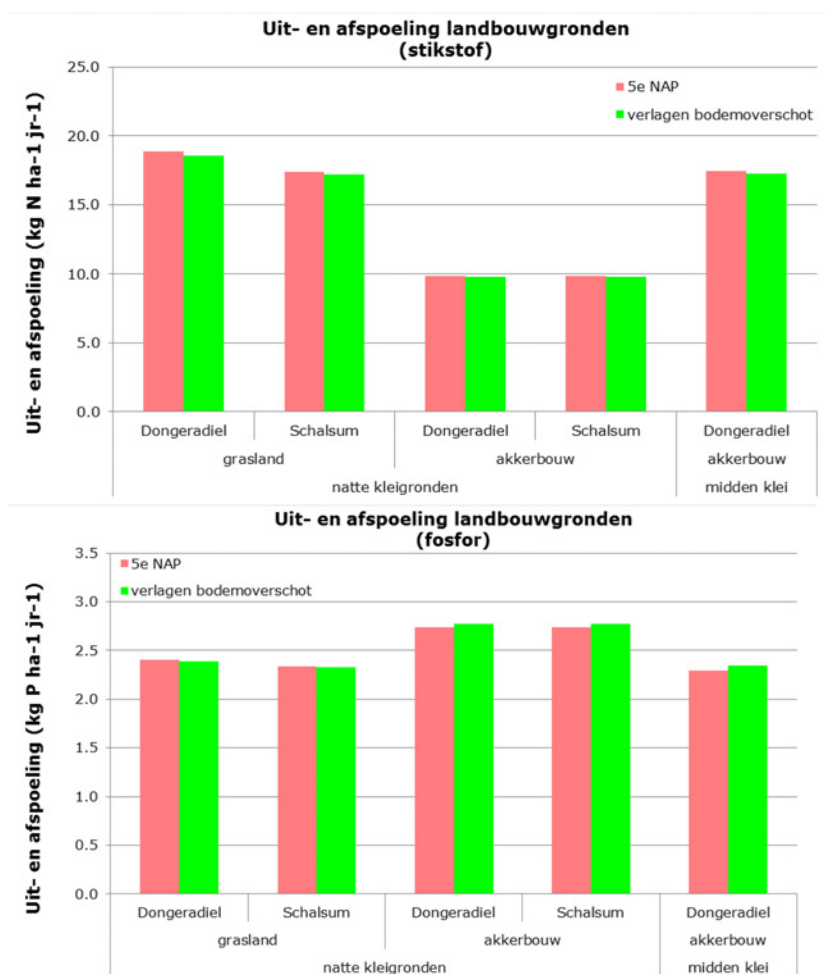 Uit- en afspoeling landbouwgronden
(stikstof)
Uit- en afspoeling (kg N ha-1 jr-1)
25.0
20.0
15.0
10.0
5.0
0.0
5e NAP
verlagen bodemoverschot
Dongeradiel Schalsum Dongeradiel Schalsum Dongeradiel
grasland akkerbouw akkerbouw
natte kleigronden midden klei
Uit- en afspoeling landbouwgronden
(fosfor)
Uit- en afspoeling (kg P ha-1 jr-1)
3.5
3.0
2.5
2.0
1.5
1.0
0.5
0.0
5e NAP
verlagen bodemoverschot
Dongeradiel Schalsum Dongeradiel Schalsum Dongeradiel
grasland akkerbouw akkerbouw
natte kleigronden midden klei